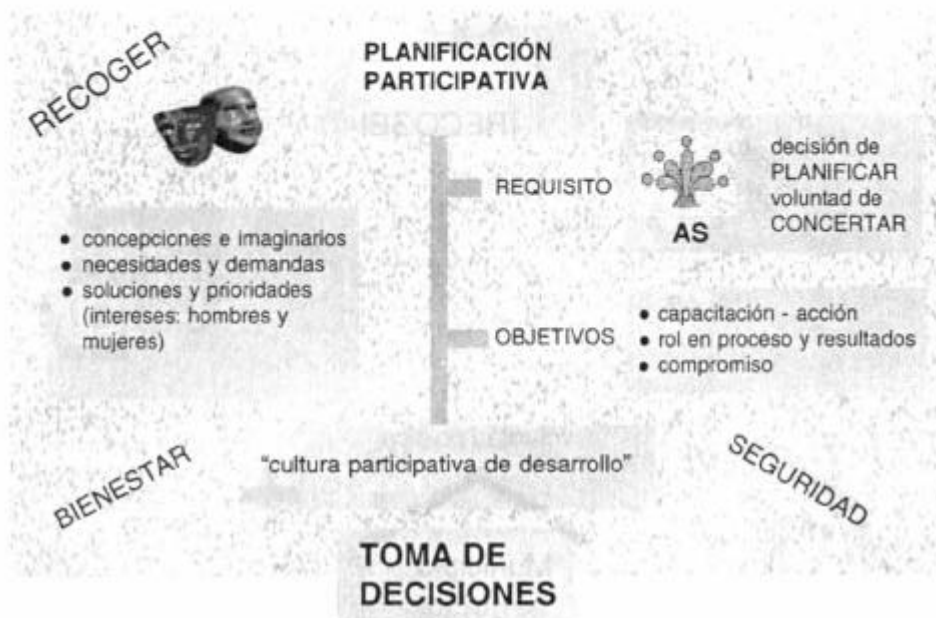 RECOGER
PLANIFICACIÓN
PARTICIPATIVA
REQUISITO
AS
decisión de
PLANIFICAR
voluntad de
CONCERTAR
• concepciones e imaginarios
• necesidades y demandas
• soluciones y prioridades
(intereses: hombres y
mujeres)
OBJETIVOS
• capacitación - acción
• rol en proceso y resultados
• compromiso
BIENESTAR
"cultura participativa de desarrollo"
SEGURIDAD
TOMA DE
DECISIONES